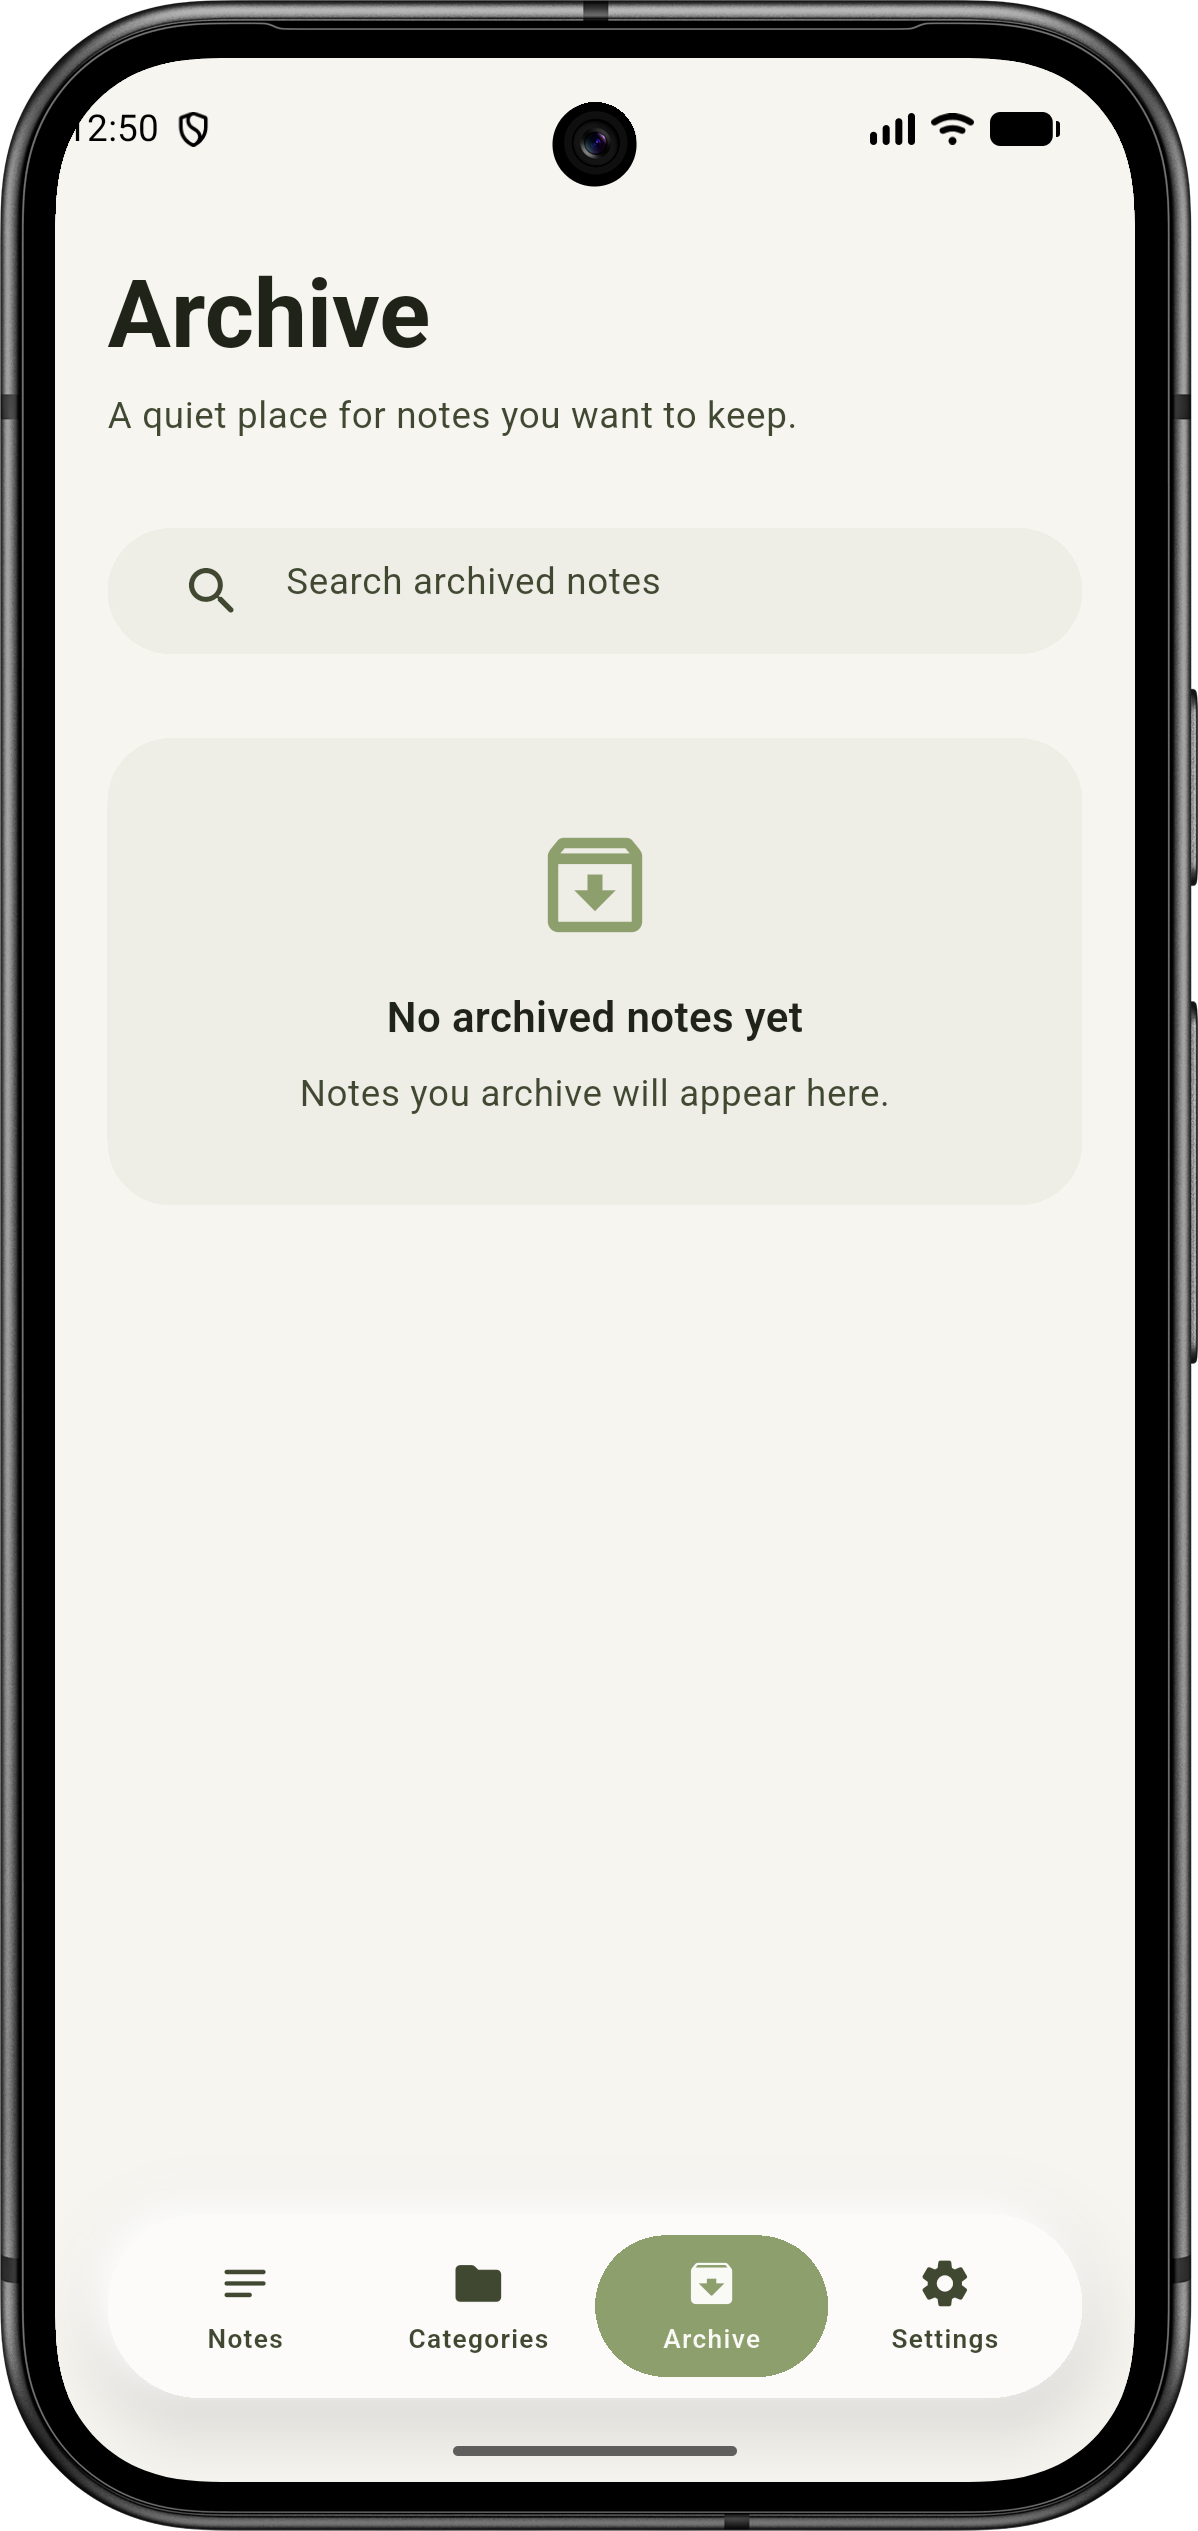 12:50
Archive
A quiet place for notes you want to keep.
Search archived notes
No archived notes yet
Notes you archive will appear here.
Notes Categories Archive Settings